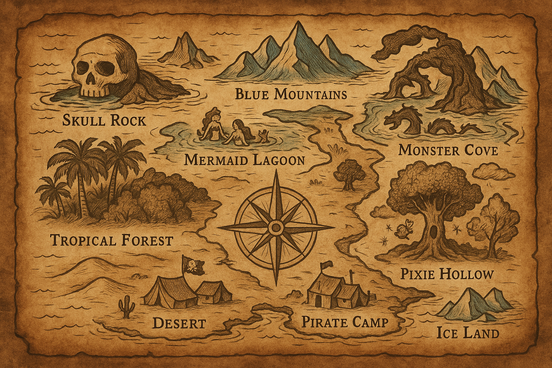 Skull Rock
Blue Mountains
Monster Cove
Mermaid Lagoon
Tropical Forest
Pixie Hollow
Desert
Pirate Camp
Ice Land